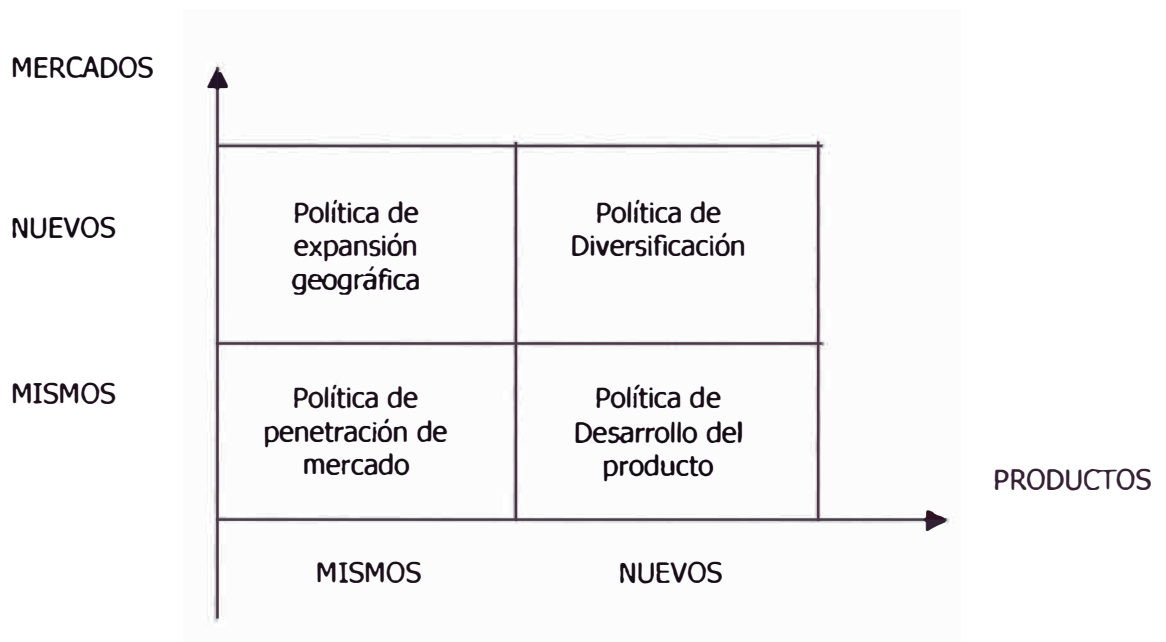 MERCADOS
NUEVOS
Política de
expansión
geográfica
Política de
Diversificación
MISMOS
Política de
penetración de
mercado
Política de
Desarrollo del
producto
PRODUCTOS
MISMOS
NUEVOS